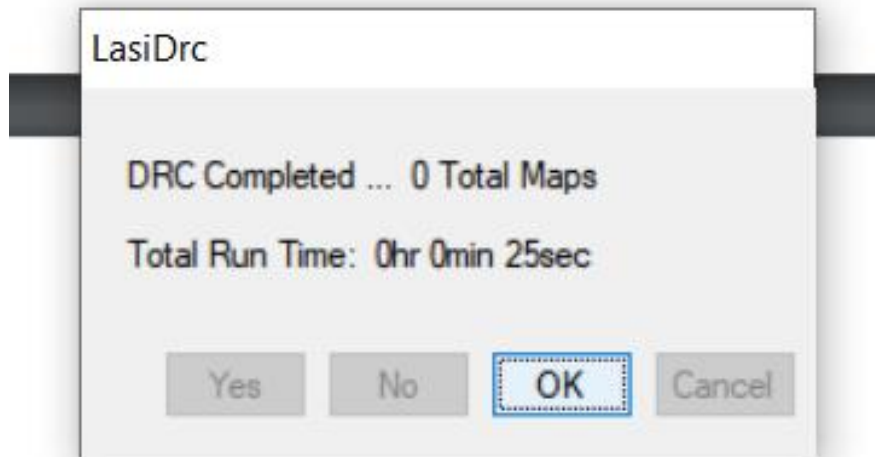 LasiDrc
DRC Completed ... 0 Total Maps
Total Run Time: 0hr 0min 25sec
Yes No OK Cancel